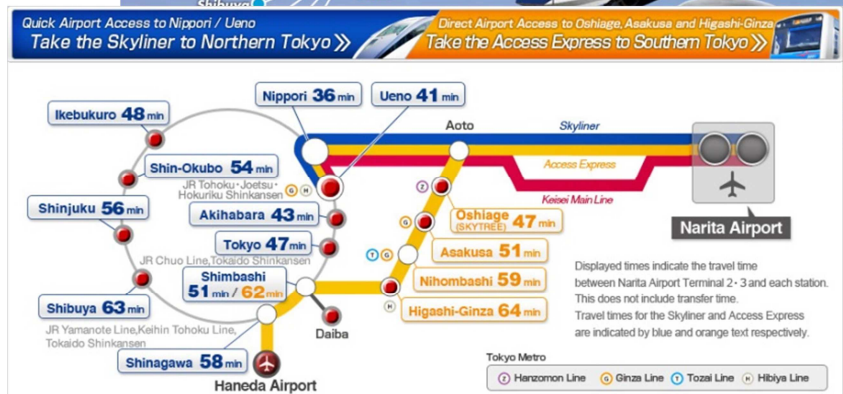 Shibuya
Quick Airport Access to Nippori / Ueno
Take the Skyliner to Northern Tokyo
Direct Airport Access to Oshiage, Asakusa and Higashi-Ginza
Take the Access Express to Southern Tokyo
Nippori 36 min
Ueno 41 min
Ikebukuro 48 min
Aoto
Skyliner
Access Express
Keisei Main Line
Shin-Okubo 54 min
JR Tohoku・Joetsu・
Hokuriku Shinkansen
G H
Z
Narita Airport
Shinjuku 56 min
Akihabara 43 min
Oshiage 47 min
(SKYTREE)
G
Tokyo 47 min
Asakusa 51 min
JR Chuo Line,Tokaido Shinkansen
T G
Shimbashi
51 min / 62 min
Nihombashi 59 min
Shibuya 63 min
Higashi-Ginza 64 min
H
Displayed times indicate the travel time
between Narita Airport Terminal 2・3 and each station.
This does not include transfer time.
Travel times for the Skyliner and Access Express
are indicated by blue and orange text respectively.
JR Yamanote Line,Keihin Tohoku Line,
Tokaido Shinkansen
Daiba
Shinagawa 58 min
Haneda Airport
Tokyo Metro
Z Hanzomon Line G Ginza Line T Tozai Line H Hibiya Line